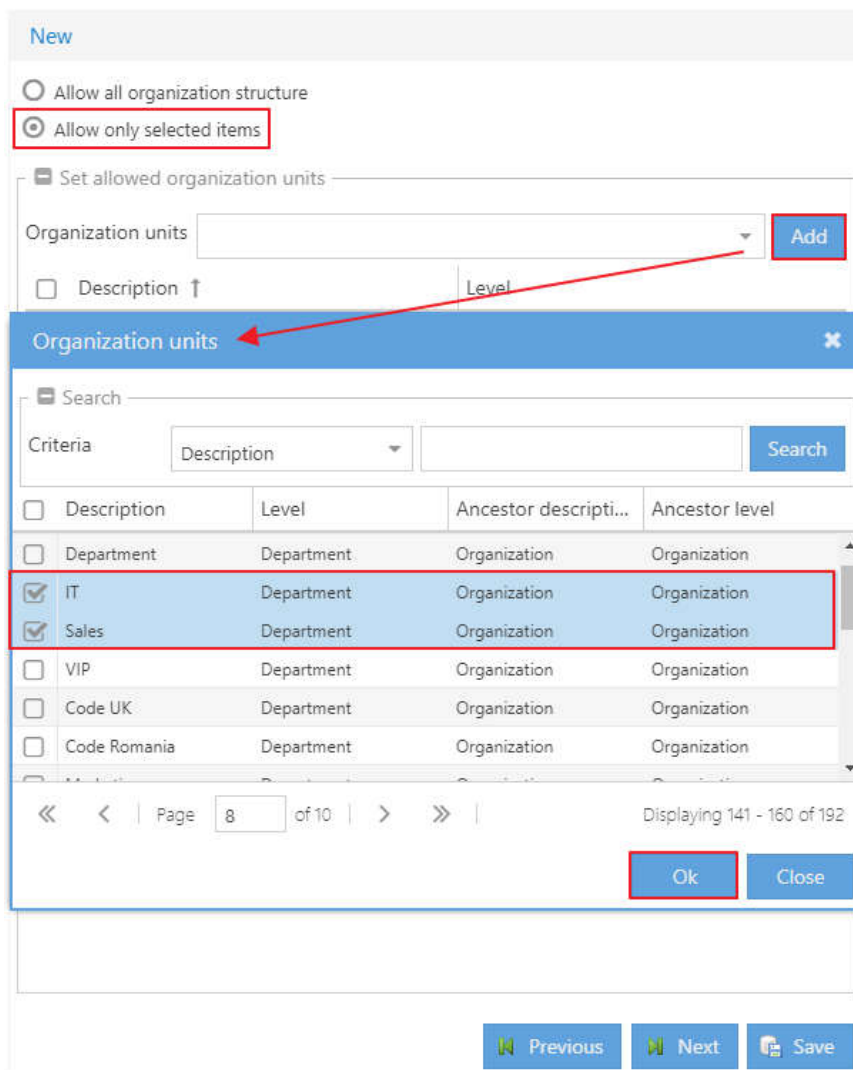 New
Allow all organization structure
Allow only selected items
Set allowed organization units
Organization units Add
Description ↑ Level
Organization units
Search
Criteria Description Search
Description Level Ancestor descripti... Ancestor level
Department Department Organization Organization
IT Department Organization Organization
Sales Department Organization Organization
VIP Department Organization Organization
Code UK Department Organization Organization
Code Romania Department Organization Organization
Page 8 of 10 Displaying 141 - 160 of 192
Ok Close
Previous Next Save